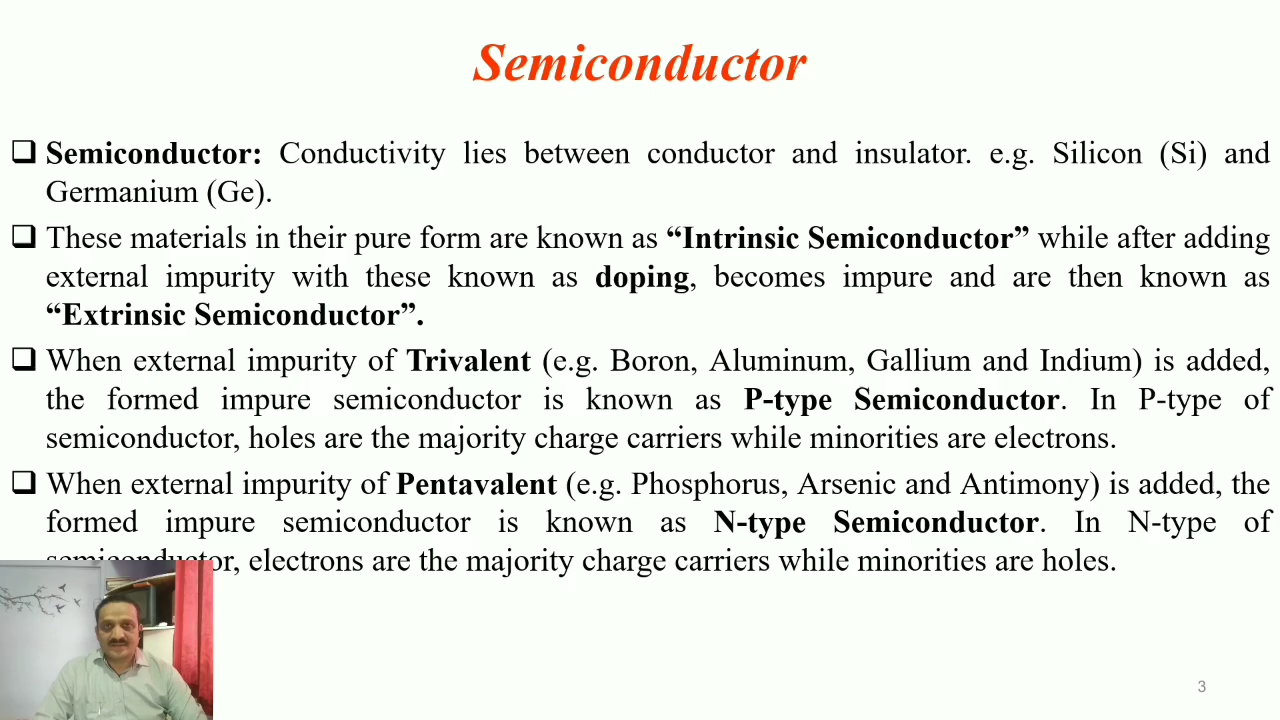 Semiconductor
❑ Semiconductor: Conductivity lies between conductor and insulator. e.g. Silicon (Si) and
Germanium (Ge).
❑ These materials in their pure form are known as “Intrinsic Semiconductor” while after adding
external impurity with these known as doping, becomes impure and are then known as
“Extrinsic Semiconductor”.
❑ When external impurity of Trivalent (e.g. Boron, Aluminum, Gallium and Indium) is added,
the formed impure semiconductor is known as P-type Semiconductor. In P-type of
semiconductor, holes are the majority charge carriers while minorities are electrons.
❑ When external impurity of Pentavalent (e.g. Phosphorus, Arsenic and Antimony) is added, the
formed impure semiconductor is known as N-type Semiconductor. In N-type of
semiconductor, electrons are the majority charge carriers while minorities are holes.
3